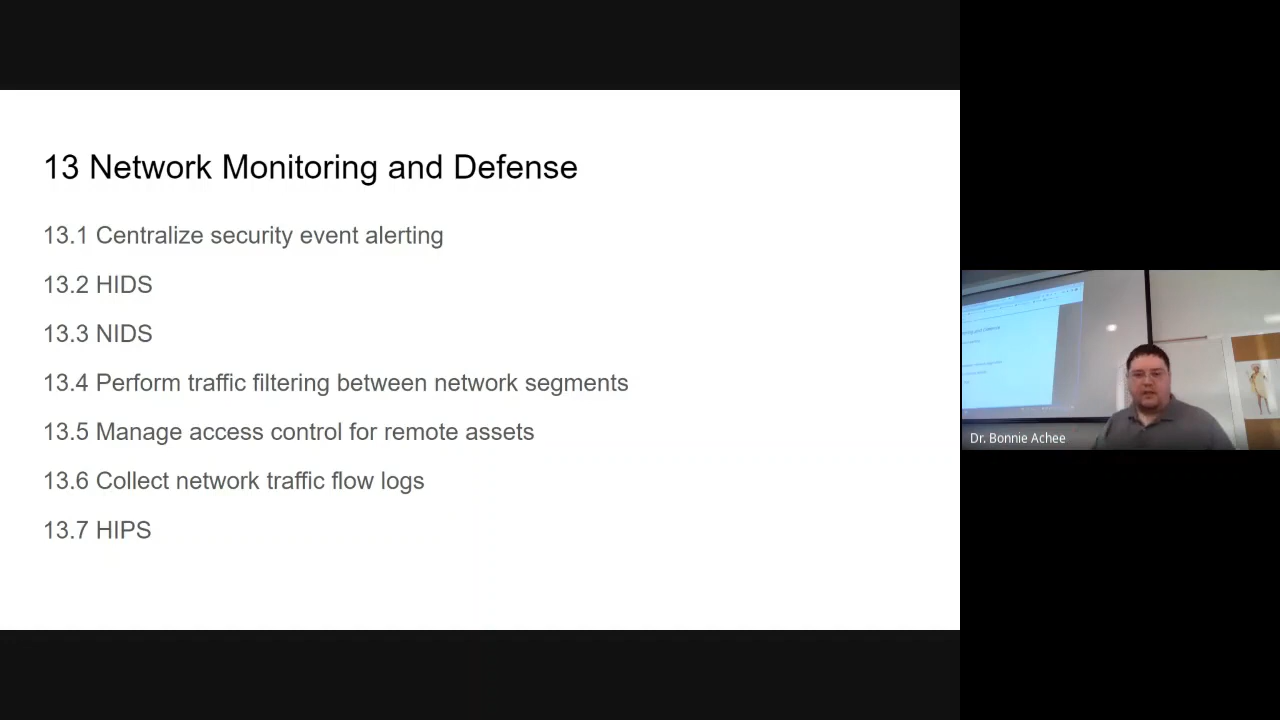 13 Network Monitoring and Defense
13.1 Centralize security event alerting
13.2 HIDS
13.3 NIDS
13.4 Perform traffic filtering between network segments
13.5 Manage access control for remote assets
13.6 Collect network traffic flow logs
13.7 HIPS
Dr. Bonnie Achee